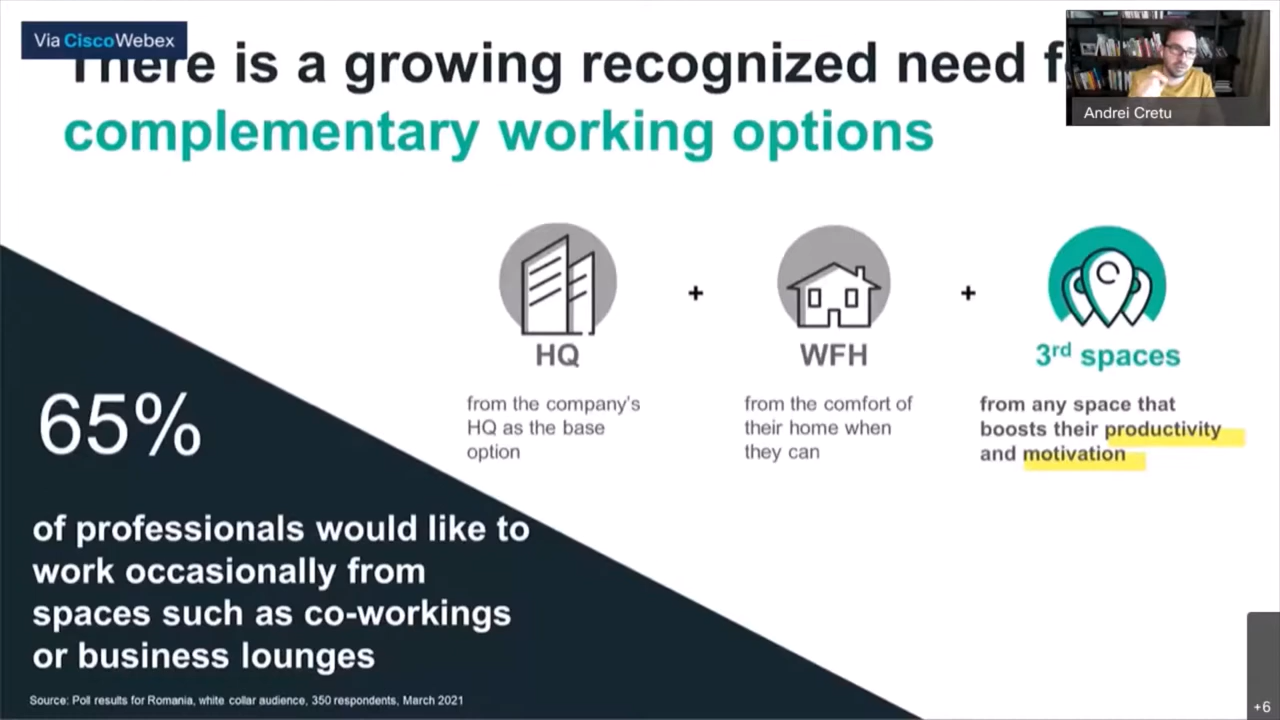 Via Cisco Webex
There is a growing recognized need f
complementary working options
Andrei Cretu
+
+
HQ
WFH
3rd spaces
from the company's
HQ as the base
option
from the comfort of
their home when
they can
from any space that
boosts their productivity
and motivation
65%
of professionals would like to
work occasionally from
spaces such as co-workings
or business lounges
Source: Poll results for Romania, white collar audience, 350 respondents, March 2021
+6